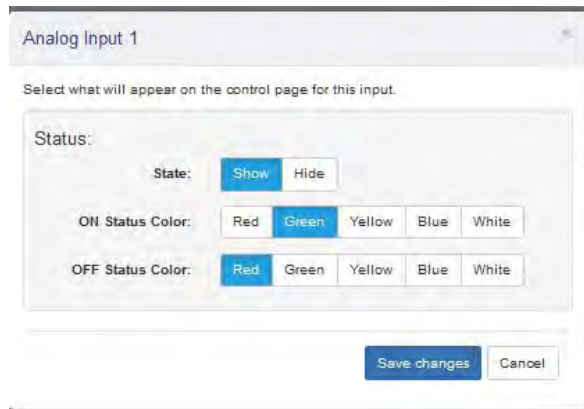 Analog Input 1
Select what will appear on the control page for this input.
Status:
State: Show Hide
ON Status Color: Red Green Yellow Blue White
OFF Status Color: Red Green Yellow Blue White
Save changes Cancel